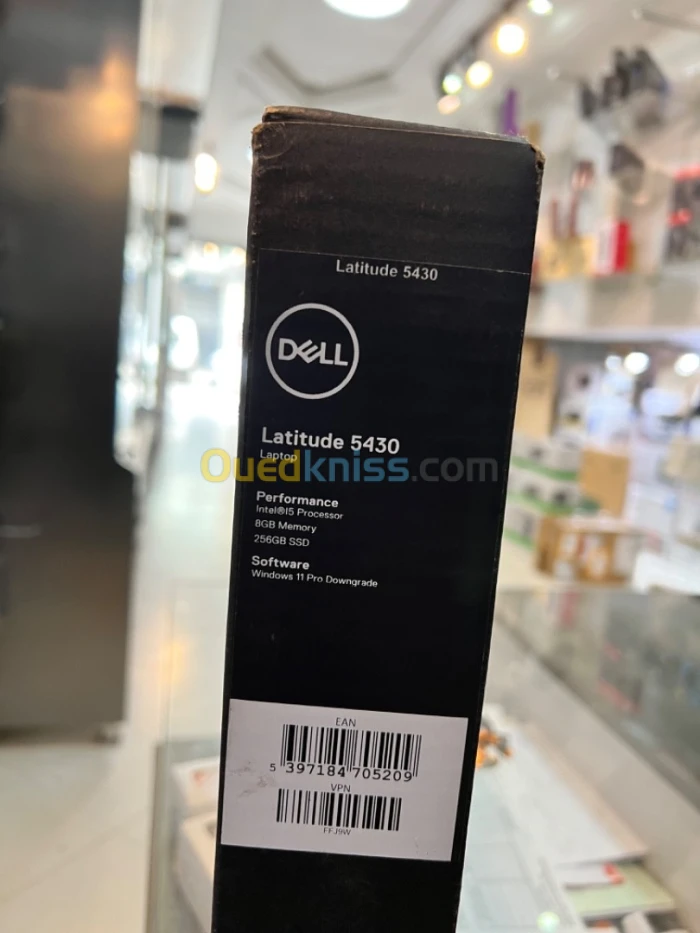 Latitude 5430
DELL
Latitude 5430
Laptop
Ouedkniss.com
Performance
Intel®I5 Processor
8GB Memory
256GB SSD
Software
Windows 11 Pro Downgrade
EAN
5 397184 705209
VPN
FFJ9W